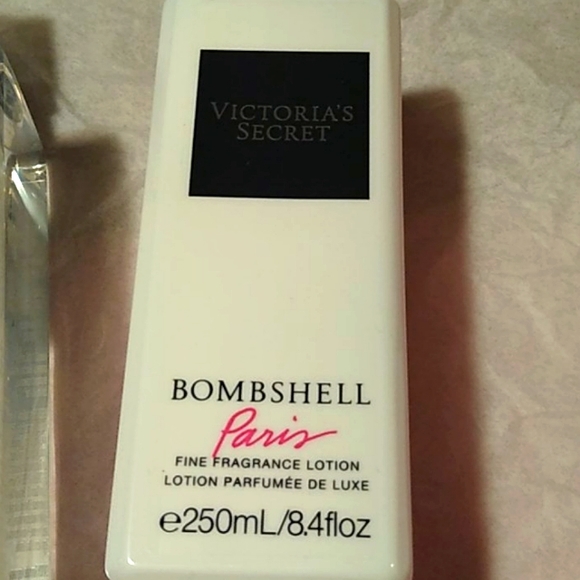 VICTORIA'S
SECRET
BOMBSHELL
Paris
FINE FRAGRANCE LOTION
LOTION PARFUMÉE DE LUXE
℮250mL/8.4floz